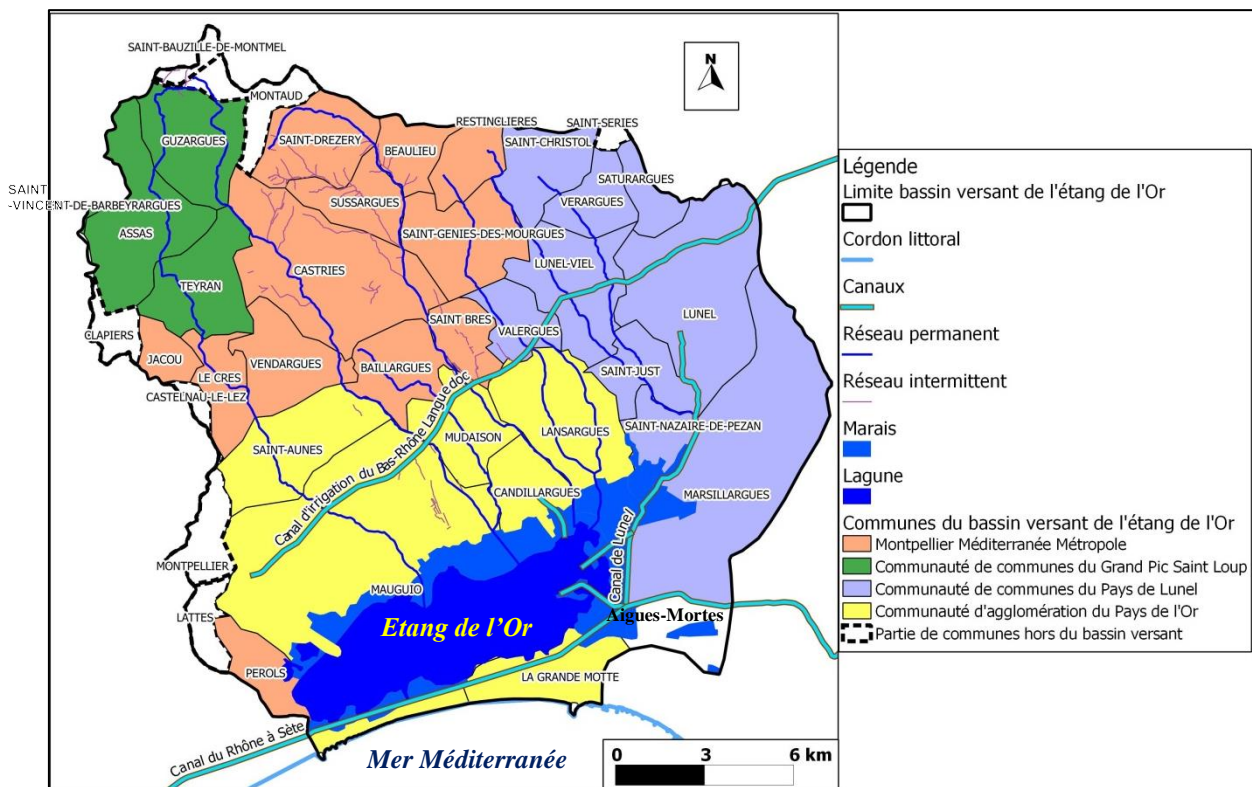 SAINT-BAUZILLE-DE-MONTMEL
N
MONTAUD
RESTINCLIERES
SAINT-SERIES
GUZARGUES
SAINT-DREZERY
SAINT-CHRISTOL
BEAULIEU
SATURARGUES
SAINT
-VINCENT-DE-BARBEYRARGUES
SUSSARGUES
VERARGUES
ASSAS
SAINT-GENIES-DES-MOURGUES
CASTRIES
LUNEL-VIEL
TEYRAN
SAINT BRES
LUNEL
CLAPIERS
VALERGUES
JACOU
VENDARGUES
BAILLARGUES
LE CRES
SAINT-JUST
CASTELNAU-LE-LEZ
SAINT-NAZAIRE-DE-PEZAN
LANSARGUES
MUDAISON
SAINT-AUNES
Canal d'irrigation du Bas-Rhône Languedoc
CANDILLARGUES
MARSILLARGUES
MONTPELLIER
Canal de Lunel
MAUGUIO
LATTES
Aigues-Mortes
Etang de l'Or
PEROLS
LA GRANDE MOTTE
Canal du Rhône à Sète
Mer Méditerranée
0 3 6 km
Légende
Limite bassin versant de l'étang de l'Or
Cordon littoral
Canaux
Réseau permanent
Réseau intermittent
Marais
Lagune
Communes du bassin versant de l'étang de l'Or
Montpellier Méditerranée Métropole
Communauté de communes du Grand Pic Saint Loup
Communauté de communes du Pays de Lunel
Communauté d'agglomération du Pays de l'Or
Partie de communes hors du bassin versant